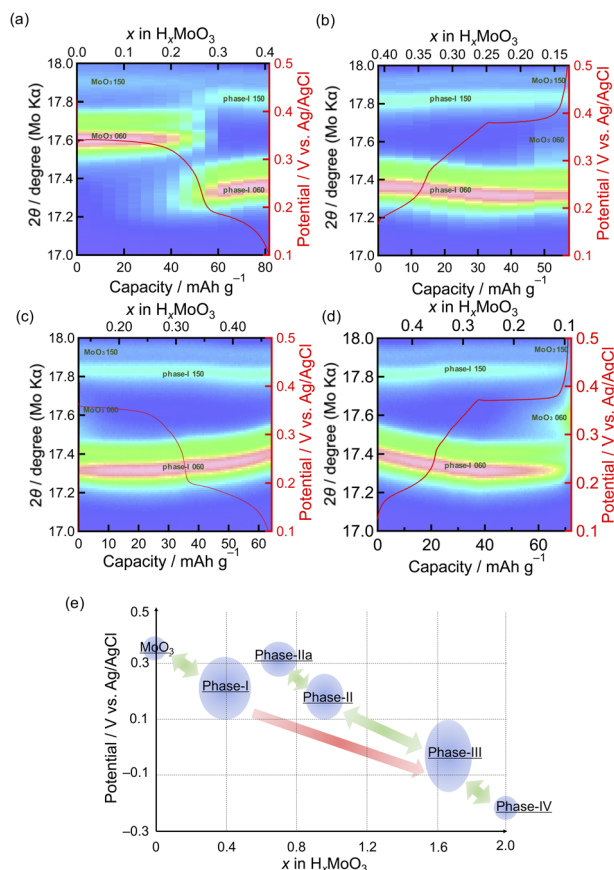 (a)
x in HxMoO3
0.0 0.1 0.2 0.3 0.4
18.0
17.8
17.6
17.4
17.2
17.0
2θ / degree (Mo Kα)
MoO3 150
phase-I 150
MoO3 060
phase-I 060
0.5
0.4
0.3
0.2
0.1
Potential / V vs. Ag/AgCl
0 20 40 60 80
Capacity / mAh g–1
(b)
x in HxMoO3
0.40 0.35 0.30 0.25 0.20 0.15
18.0
17.8
17.6
17.4
17.2
17.0
2θ / degree (Mo Kα)
MoO3 150
phase-I 150
MoO3 060
phase-I 060
0.5
0.4
0.3
0.2
0.1
Potential / V vs. Ag/AgCl
0 10 20 30 40 50
Capacity / mAh g–1
(c)
x in HxMoO3
0.20 0.30 0.40
18.0
17.8
17.6
17.4
17.2
17.0
2θ / degree (Mo Kα)
MoO3 150
phase-I 150
MoO3 060
phase-I 060
0.5
0.4
0.3
0.2
0.1
Potential / V vs. Ag/AgCl
0 10 20 30 40 50 60
Capacity / mAh g–1
(d)
x in HxMoO3
0.4 0.3 0.2 0.1
18.0
17.8
17.6
17.4
17.2
17.0
2θ / degree (Mo Kα)
MoO3 150
phase-I 150
MoO3 060
phase-I 060
0.5
0.4
0.3
0.2
0.1
Potential / V vs. Ag/AgCl
0 20 40 60
Capacity / mAh g–1
(e)
0.5
0.3
0.1
–0.1
–0.3
Potential / V vs. Ag/AgCl
MoO3
Phase-IIa
Phase-I
Phase-II
Phase-III
Phase-IV
0 0.4 0.8 1.2 1.6 2.0
x in HxMoO3